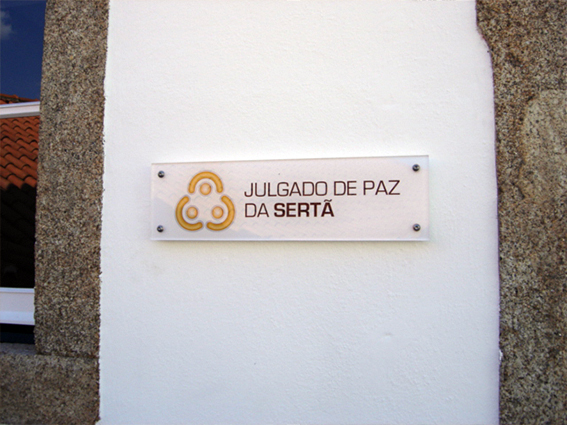 JULGADO DE PAZ
DA SERTÃ